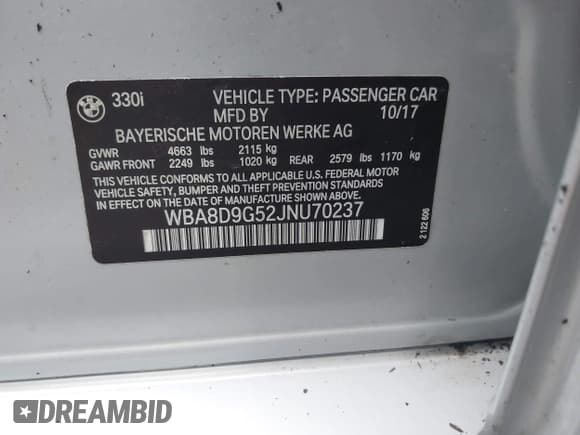 330i VEHICLE TYPE: PASSENGER CAR
MFD BY 10/17
BAYERISCHE MOTOREN WERKE AG
GVWR 4663 lbs 2115 kg
GAWR FRONT 2249 lbs 1020 kg REAR 2579 lbs 1170 kg
THIS VEHICLE CONFORMS TO ALL APPLICABLE U.S. FEDERAL MOTOR
VEHICLE SAFETY, BUMPER AND THEFT PREVENTION STANDARDS
IN EFFECT ON THE DATE OF MANUFACTURE SHOWN ABOVE.
WBA8D9G52JNU70237
2 122 606
DREAMBID